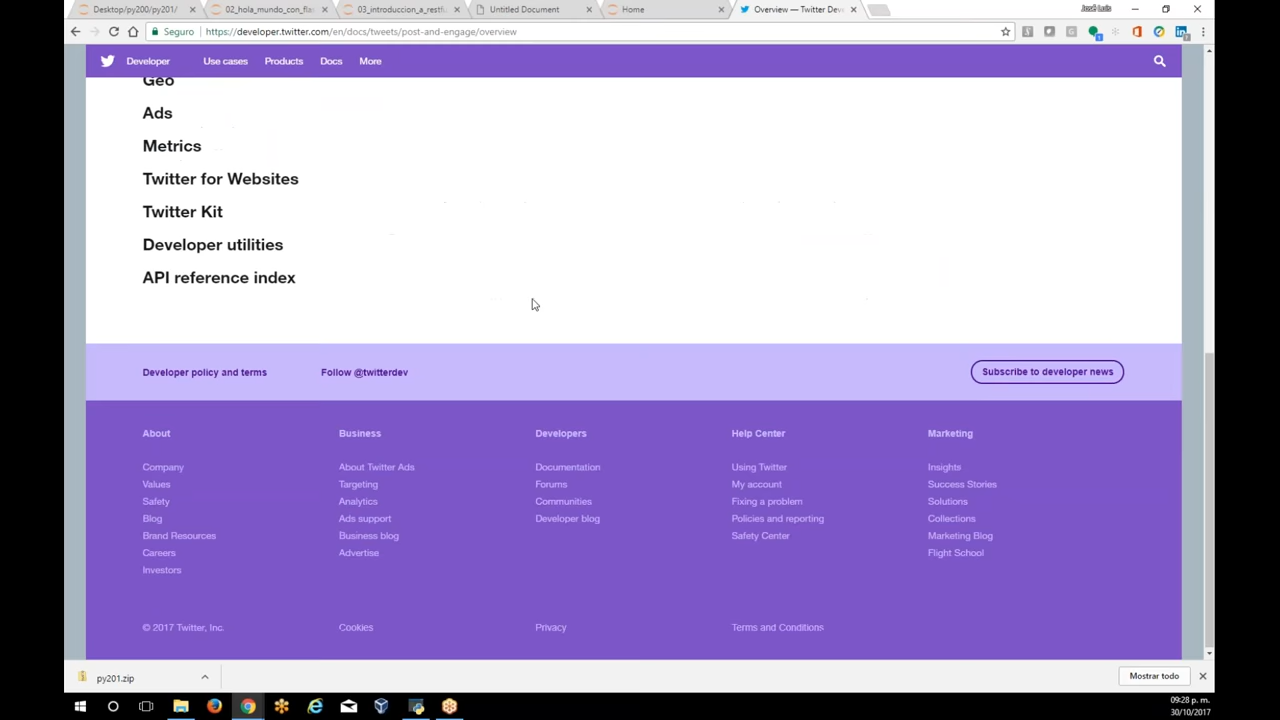 Desktop/py200/py201/
02_hola_mundo_con_fla
03_introduccion_a_restfu
Untitled Document
Home
Overview — Twitter Dev
José Luis
Seguro
https://developer.twitter.com/en/docs/tweets/post-and-engage/overview
Developer
Use cases
Products
Docs
More
Geo
Ads
Metrics
Twitter for Websites
Twitter Kit
Developer utilities
API reference index
Developer policy and terms
Follow @twitterdev
Subscribe to developer news
About
Company
Values
Safety
Blog
Brand Resources
Careers
Investors
Business
About Twitter Ads
Targeting
Analytics
Ads support
Business blog
Advertise
Developers
Documentation
Forums
Communities
Developer blog
Help Center
Using Twitter
My account
Fixing a problem
Policies and reporting
Safety Center
Marketing
Insights
Success Stories
Solutions
Collections
Marketing Blog
Flight School
© 2017 Twitter, Inc.
Cookies
Privacy
Terms and Conditions
py201.zip
Mostrar todo
09:28 p. m.
30/10/2017